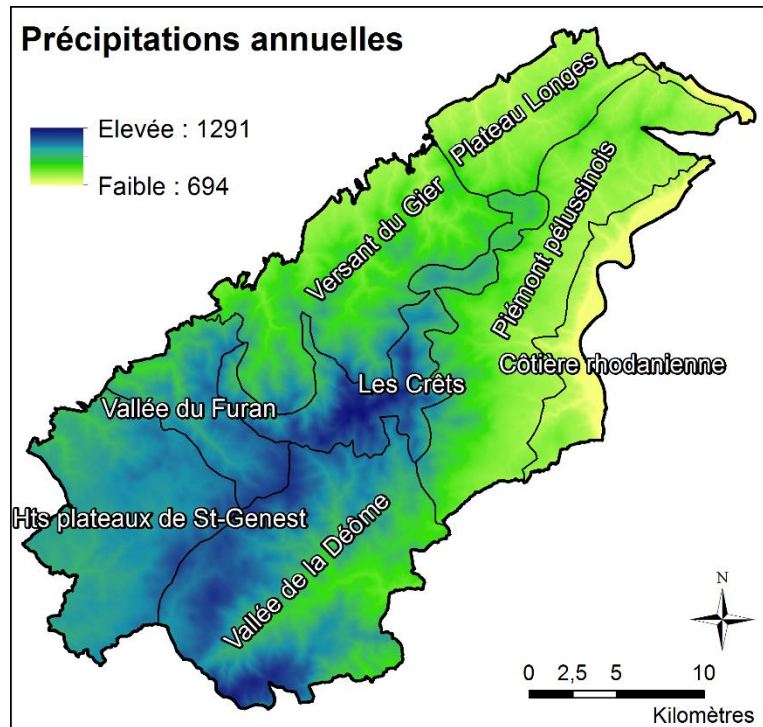 Précipitations annuelles
Elevée : 1291
Faible : 694
Plateau Longes
Versant du Gier
Piémont pélussinois
Côtière rhodanienne
Les Crêts
Vallée du Furan
Hts plateaux de St-Genest
Vallée de la Déôme
N
0 2,5 5 10
Kilomètres